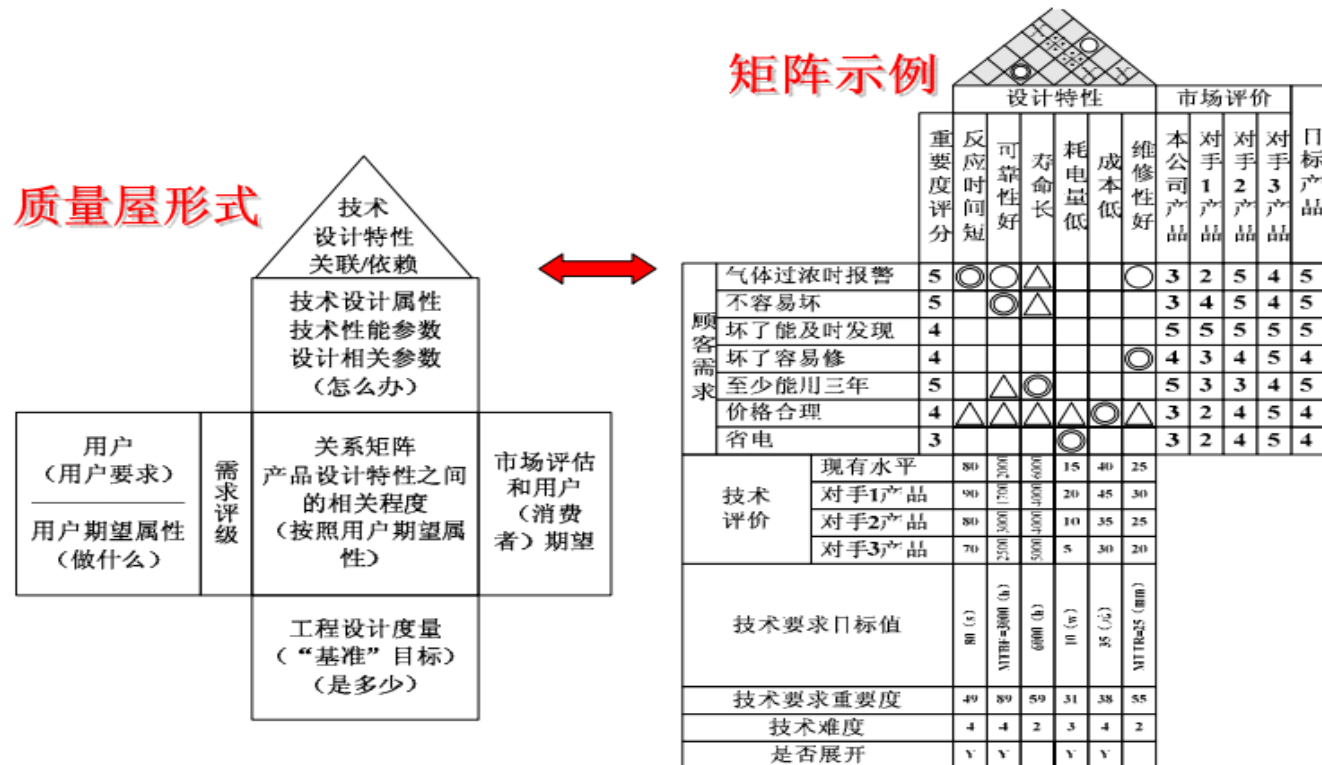 质量屋形式
技术
设计特性
关联/依赖
技术设计属性
技术性能参数
设计相关参数
（怎么办）
用户
（用户要求）
用户期望属性
（做什么）
需求评级
关系矩阵
产品设计特性之间
的相关程度
（按照用户期望属
性）
市场评估
和用户
（消费
者）期望
工程设计度量
（“基准”目标）
（是多少）
矩阵示例
设计特性 市场评价
重要度评分 反应时间短 可靠性好 寿命长 耗电量低 成本低 维修性好 本公司产品 对手1产品 对手2产品 对手3产品 目标产品
顾客需求
气体过浓时报警 5 ◎ ○ △ ○ 3 2 5 4 5
不容易坏 5 ◎ △ 3 4 5 4 5
坏了能及时发现 4 5 5 5 5 5
坏了容易修 4 ◎ 4 3 4 5 4
至少能用三年 5 △ ◎ 5 3 3 4 5
价格合理 4 △ △ △ △ ◎ △ 3 2 4 5 4
省电 3 ◎ 3 2 4 5 4
技术
评价
现有水平 80 2000 6000 15 40 25
对手1产品 90 1700 4000 20 45 30
对手2产品 80 4000 10 35 25
对手3产品 70 2500 5000 5 30 20
技术要求目标值 80 (s) MTBF=3000 (h) 6000 (h) 10 (w) 35 (元) MTTR=25 (mm)
技术要求重要度 49 89 59 31 38 55
技术难度 4 4 2 3 4 2
是否展开 Y Y Y Y